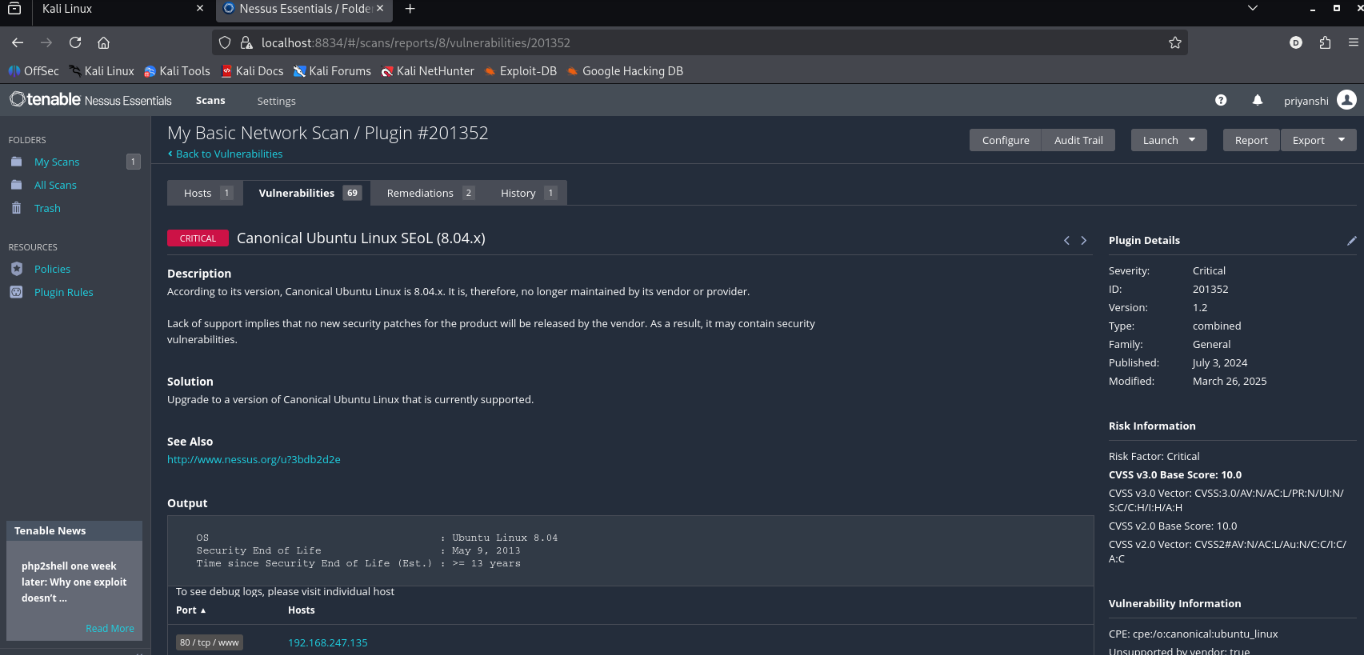 Kali Linux
Nessus Essentials / Folde
localhost:8834/#/scans/reports/8/vulnerabilities/201352
OffSec Kali Linux Kali Tools Kali Docs Kali Forums Kali NetHunter Exploit-DB Google Hacking DB
tenable Nessus Essentials Scans Settings priyanshi
FOLDERS
My Scans 1
All Scans
Trash
RESOURCES
Policies
Plugin Rules
Tenable News
php2shell one week
later: Why one exploit
doesn't ...
Read More
My Basic Network Scan / Plugin #201352
Back to Vulnerabilities
Configure Audit Trail Launch Report Export
Hosts 1 Vulnerabilities 69 Remediations 2 History 1
CRITICAL Canonical Ubuntu Linux SEoL (8.04.x)
Description
According to its version, Canonical Ubuntu Linux is 8.04.x. It is, therefore, no longer maintained by its vendor or provider.
Lack of support implies that no new security patches for the product will be released by the vendor. As a result, it may contain security
vulnerabilities.
Solution
Upgrade to a version of Canonical Ubuntu Linux that is currently supported.
See Also
http://www.nessus.org/u?3bdb2d2e
Output
OS : Ubuntu Linux 8.04
Security End of Life : May 9, 2013
Time since Security End of Life (Est.) : >= 13 years
To see debug logs, please visit individual host
Port Hosts
80 / tcp / www 192.168.247.135
Plugin Details
Severity: Critical
ID: 201352
Version: 1.2
Type: combined
Family: General
Published: July 3, 2024
Modified: March 26, 2025
Risk Information
Risk Factor: Critical
CVSS v3.0 Base Score: 10.0
CVSS v3.0 Vector: CVSS:3.0/AV:N/AC:L/PR:N/UI:N/
S:C/C:H/I:H/A:H
CVSS v2.0 Base Score: 10.0
CVSS v2.0 Vector: CVSS2#AV:N/AC:L/Au:N/C:C/I:C/
A:C
Vulnerability Information
CPE: cpe:/o:canonical:ubuntu_linux
Unsupported by vendor: true